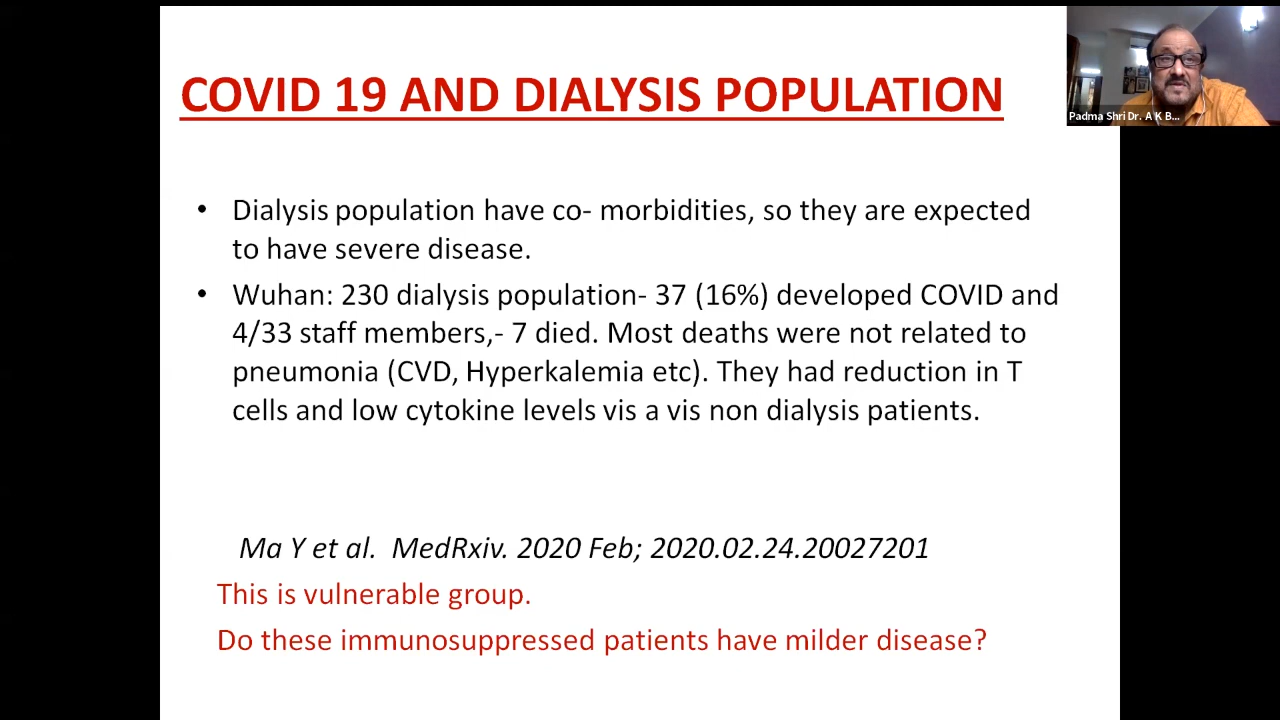 COVID 19 AND DIALYSIS POPULATION
Padma Shri Dr. A K B...
• Dialysis population have co- morbidities, so they are expected
to have severe disease.
• Wuhan: 230 dialysis population- 37 (16%) developed COVID and
4/33 staff members,- 7 died. Most deaths were not related to
pneumonia (CVD, Hyperkalemia etc). They had reduction in T
cells and low cytokine levels vis a vis non dialysis patients.
Ma Y et al. MedRxiv. 2020 Feb; 2020.02.24.20027201
This is vulnerable group.
Do these immunosuppressed patients have milder disease?